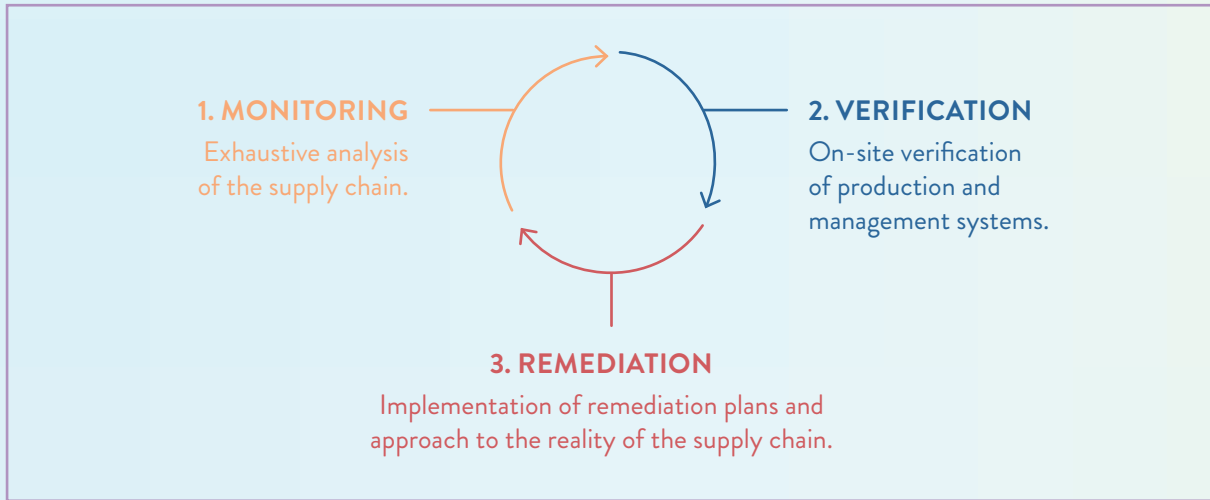 1. MONITORING
Exhaustive analysis
of the supply chain.
2. VERIFICATION
On-site verification
of production and
management systems.
3. REMEDIATION
Implementation of remediation plans and
approach to the reality of the supply chain.